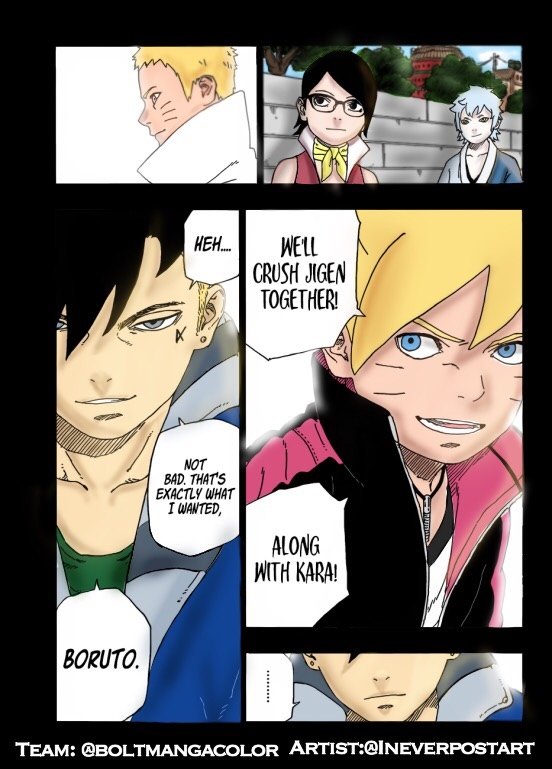 WE'LL
CRUSH JIGEN
TOGETHER!
ALONG
WITH KARA!
HEH....
NOT
BAD. THAT'S
EXACTLY WHAT
I WANTED,
BORUTO.
.........
TEAM: @BOLTMANGACOLOR ARTIST:@INEVERPOSTART